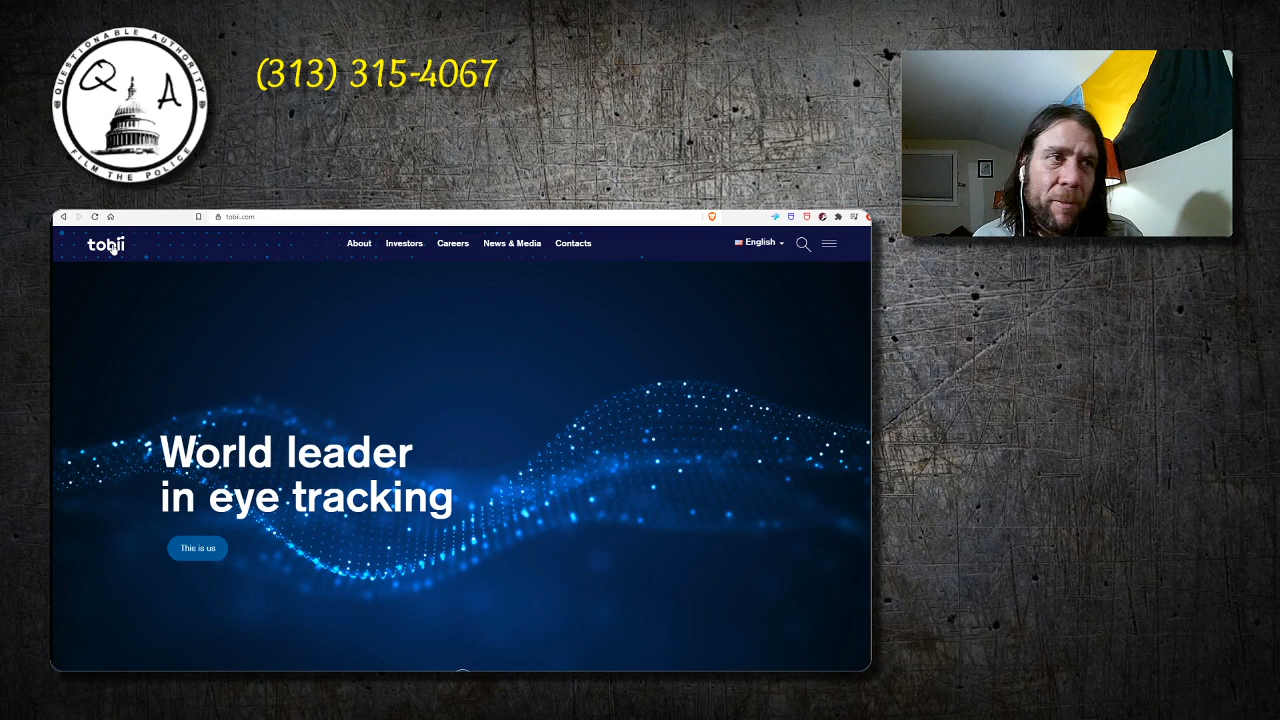 QUESTIONABLE AUTHORITY
Q A
FILM THE POLICE
(313) 315-4067
tobii.com
tobii
About Investors Careers News & Media Contacts
English
World leader
in eye tracking
This is us